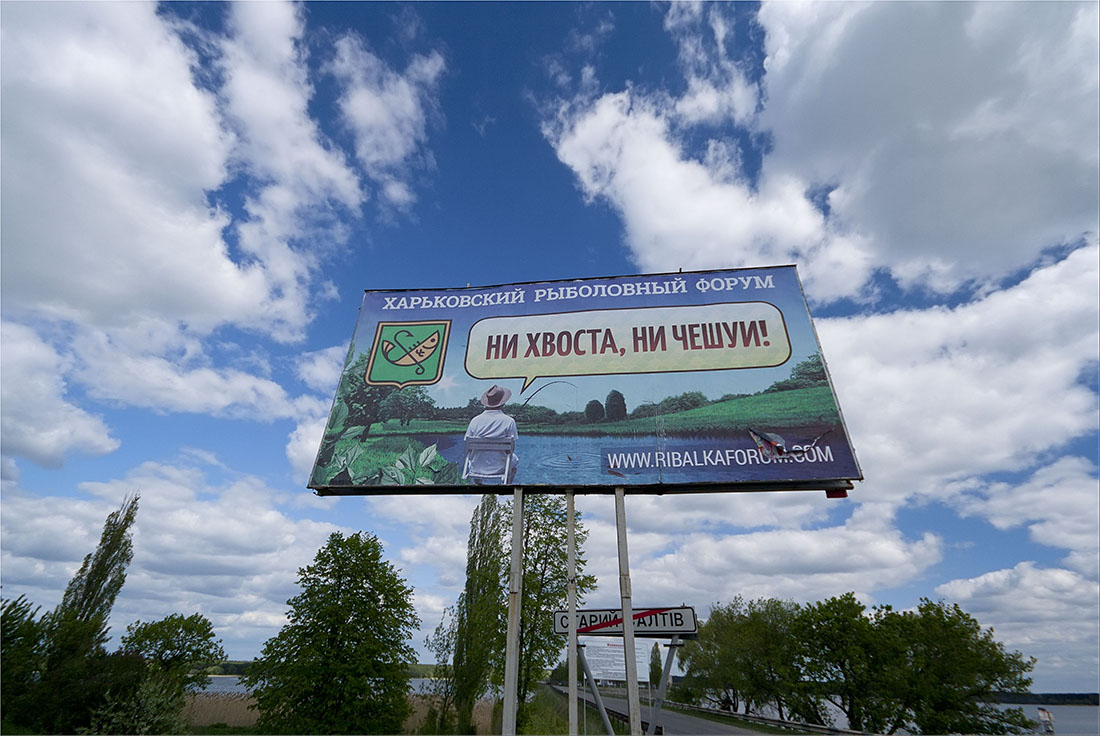 ХАРЬКОВСКИЙ РЫБОЛОВНЫЙ ФОРУМ
НИ ХВОСТА, НИ ЧЕШУИ!
WWW.RIBALKAFORUM.COM
СТАРИЙ САЛТІВ